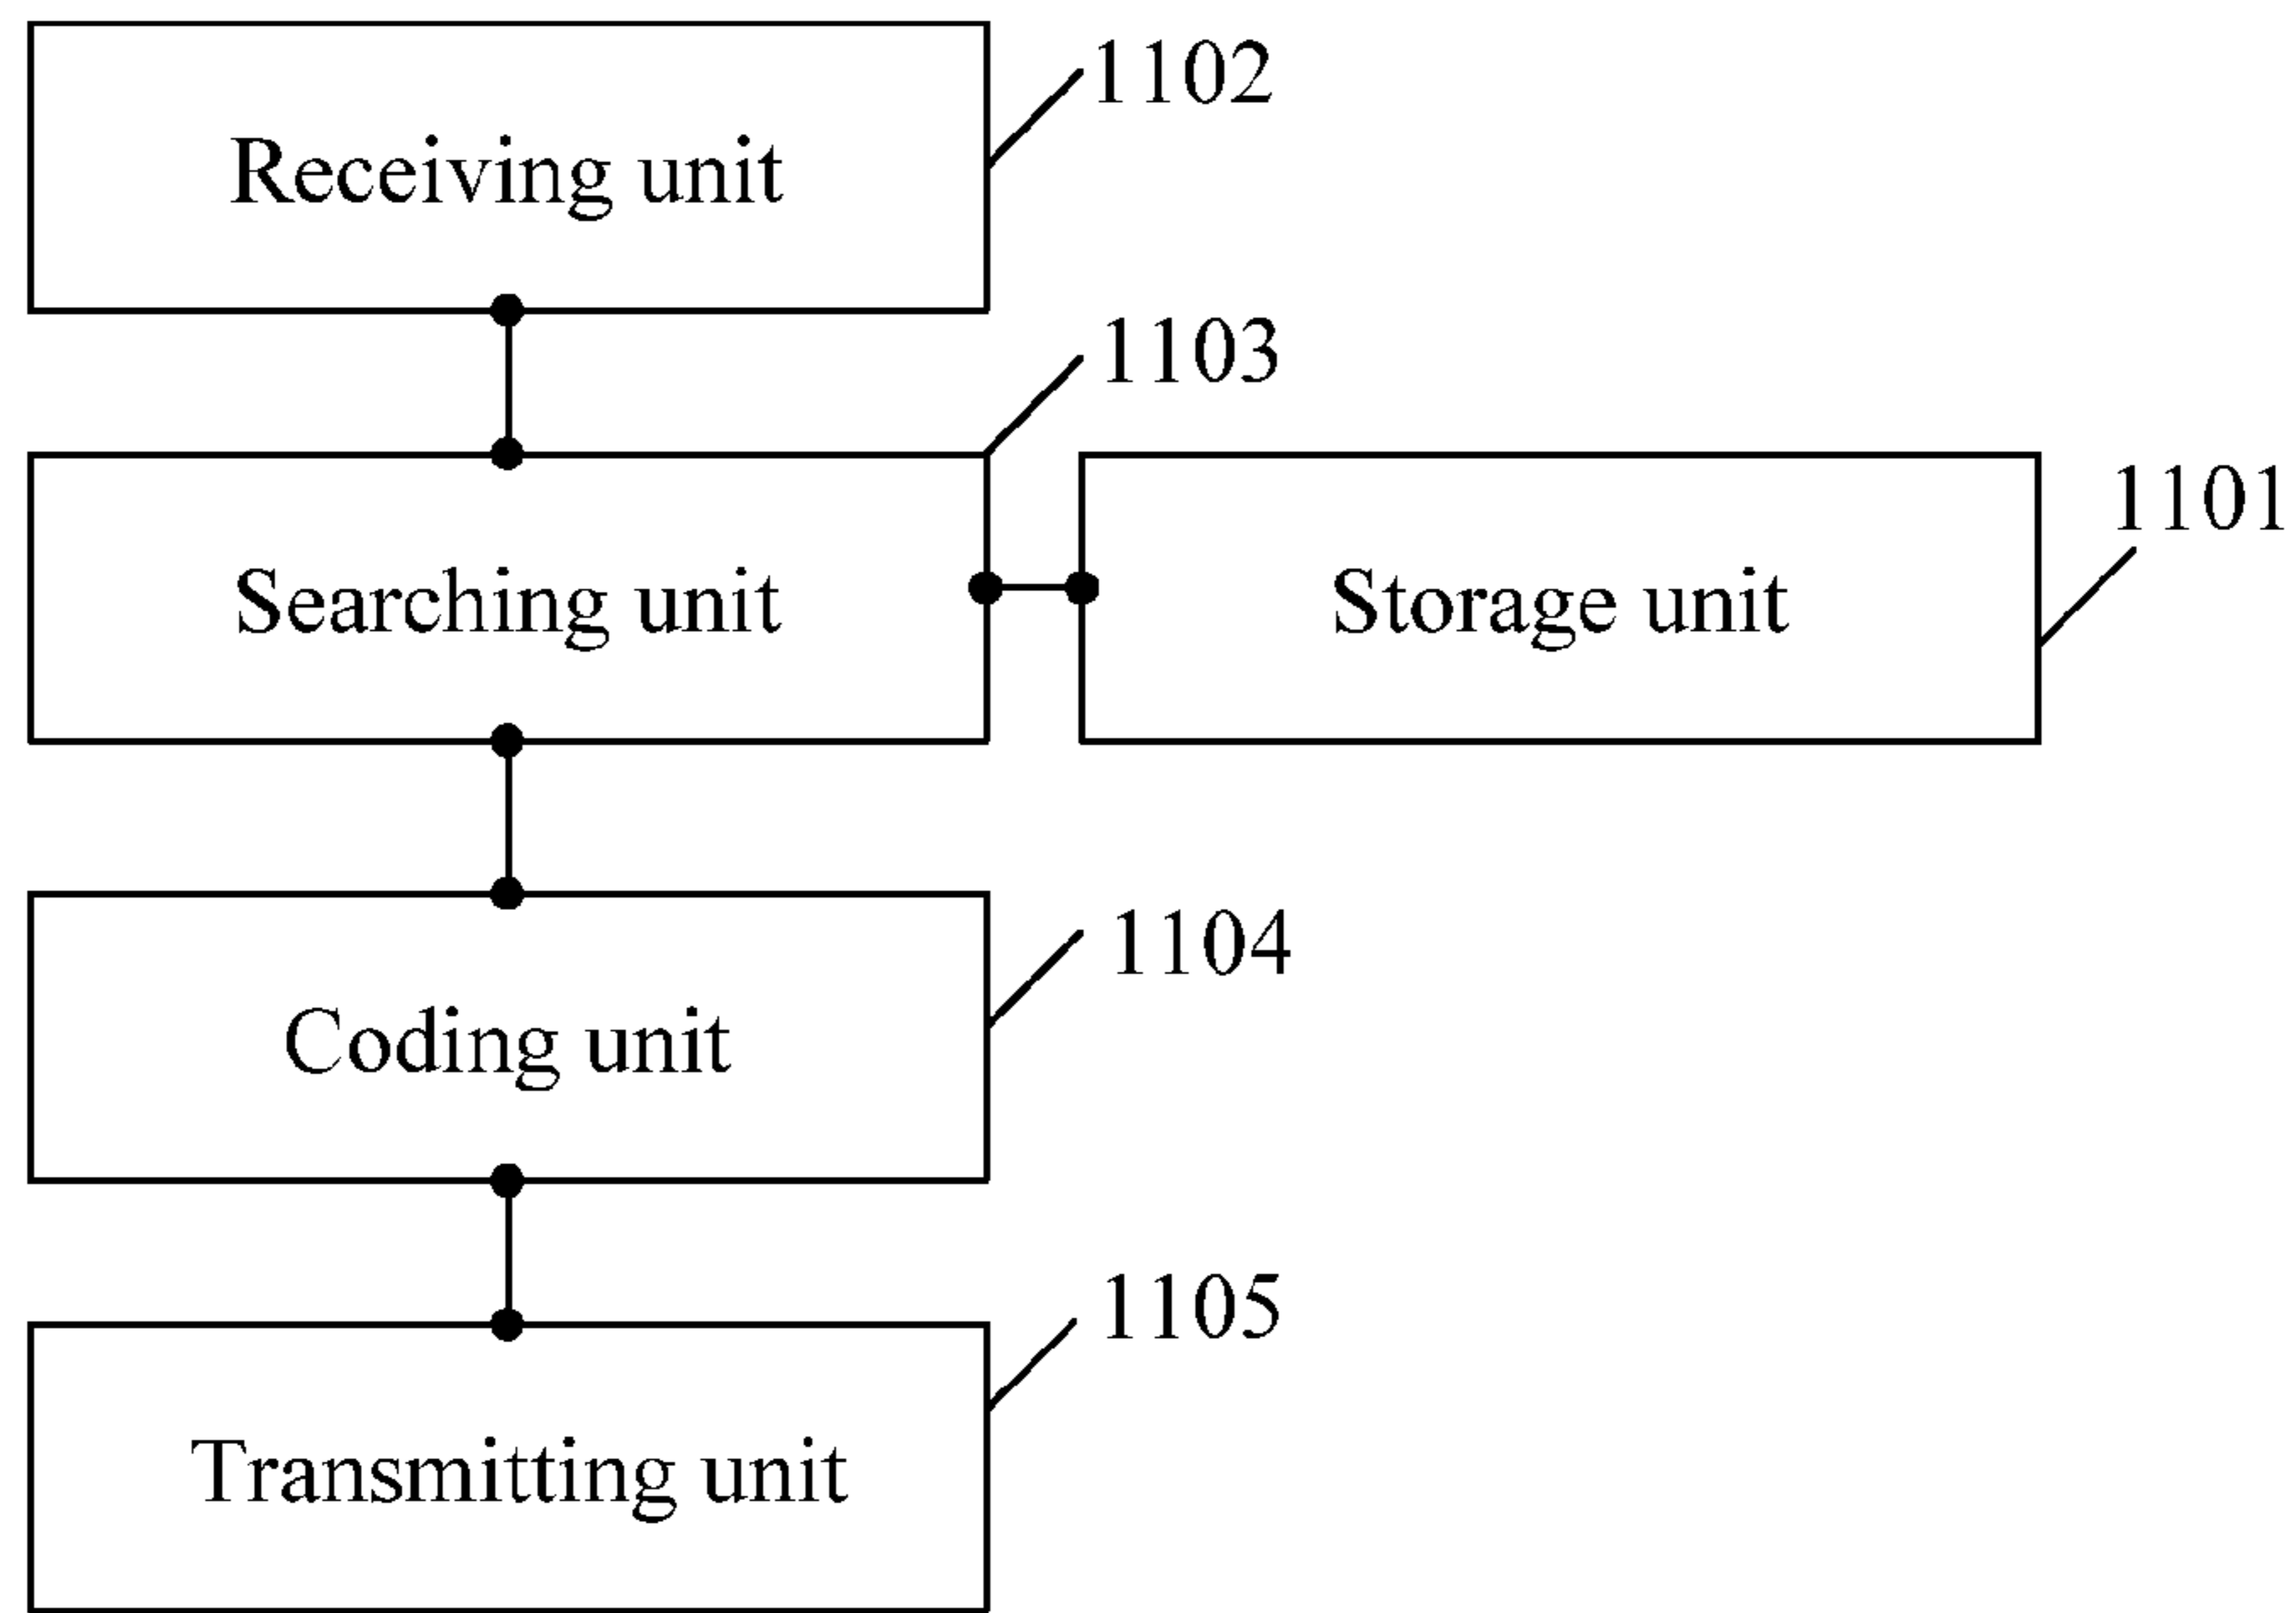 1102
Receiving unit
1103
1101
Searching unit
Storage unit
1104
Coding unit
1105
Transmitting unit